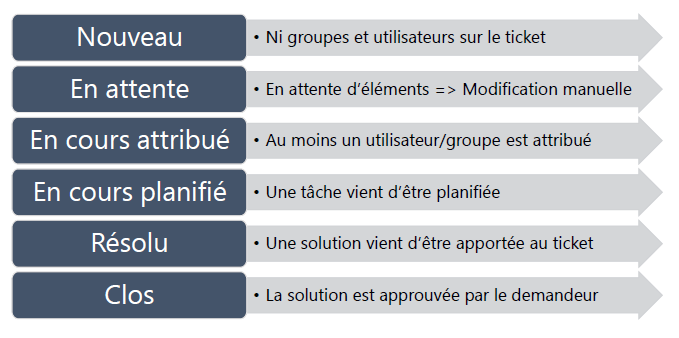 Nouveau
• Ni groupes et utilisateurs sur le ticket
En attente
• En attente d’éléments => Modification manuelle
En cours attribué
• Au moins un utilisateur/groupe est attribué
En cours planifié
• Une tâche vient d’être planifiée
Résolu
• Une solution vient d’être apportée au ticket
Clos
• La solution est approuvée par le demandeur